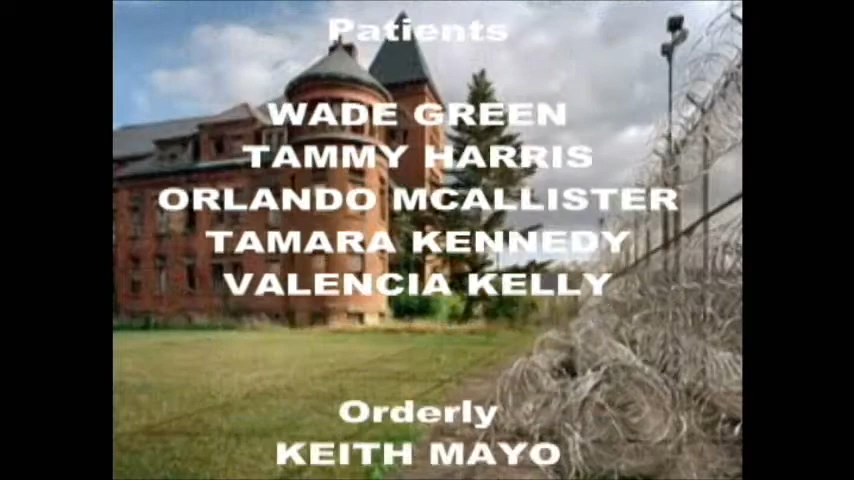 Patients
WADE GREEN
TAMMY HARRIS
ORLANDO MCALLISTER
TAMARA KENNEDY
VALENCIA KELLY
Orderly
KEITH MAYO